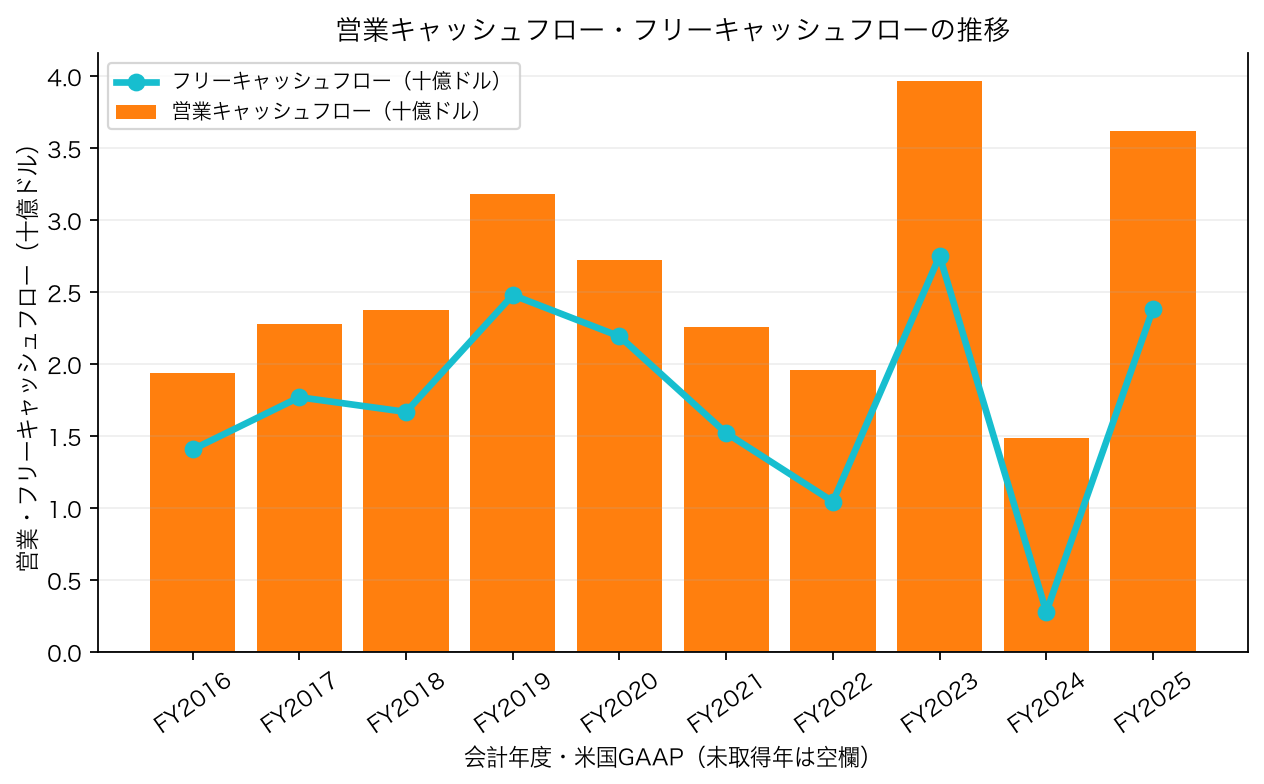 営業キャッシュフロー・フリーキャッシュフローの推移
フリーキャッシュフロー（十億ドル）
営業キャッシュフロー（十億ドル）
営業・フリーキャッシュフロー（十億ドル）
4.0
3.5
3.0
2.5
2.0
1.5
1.0
0.5
0.0
FY2016
FY2017
FY2018
FY2019
FY2020
FY2021
FY2022
FY2023
FY2024
FY2025
会計年度・米国GAAP（未取得年は空欄）